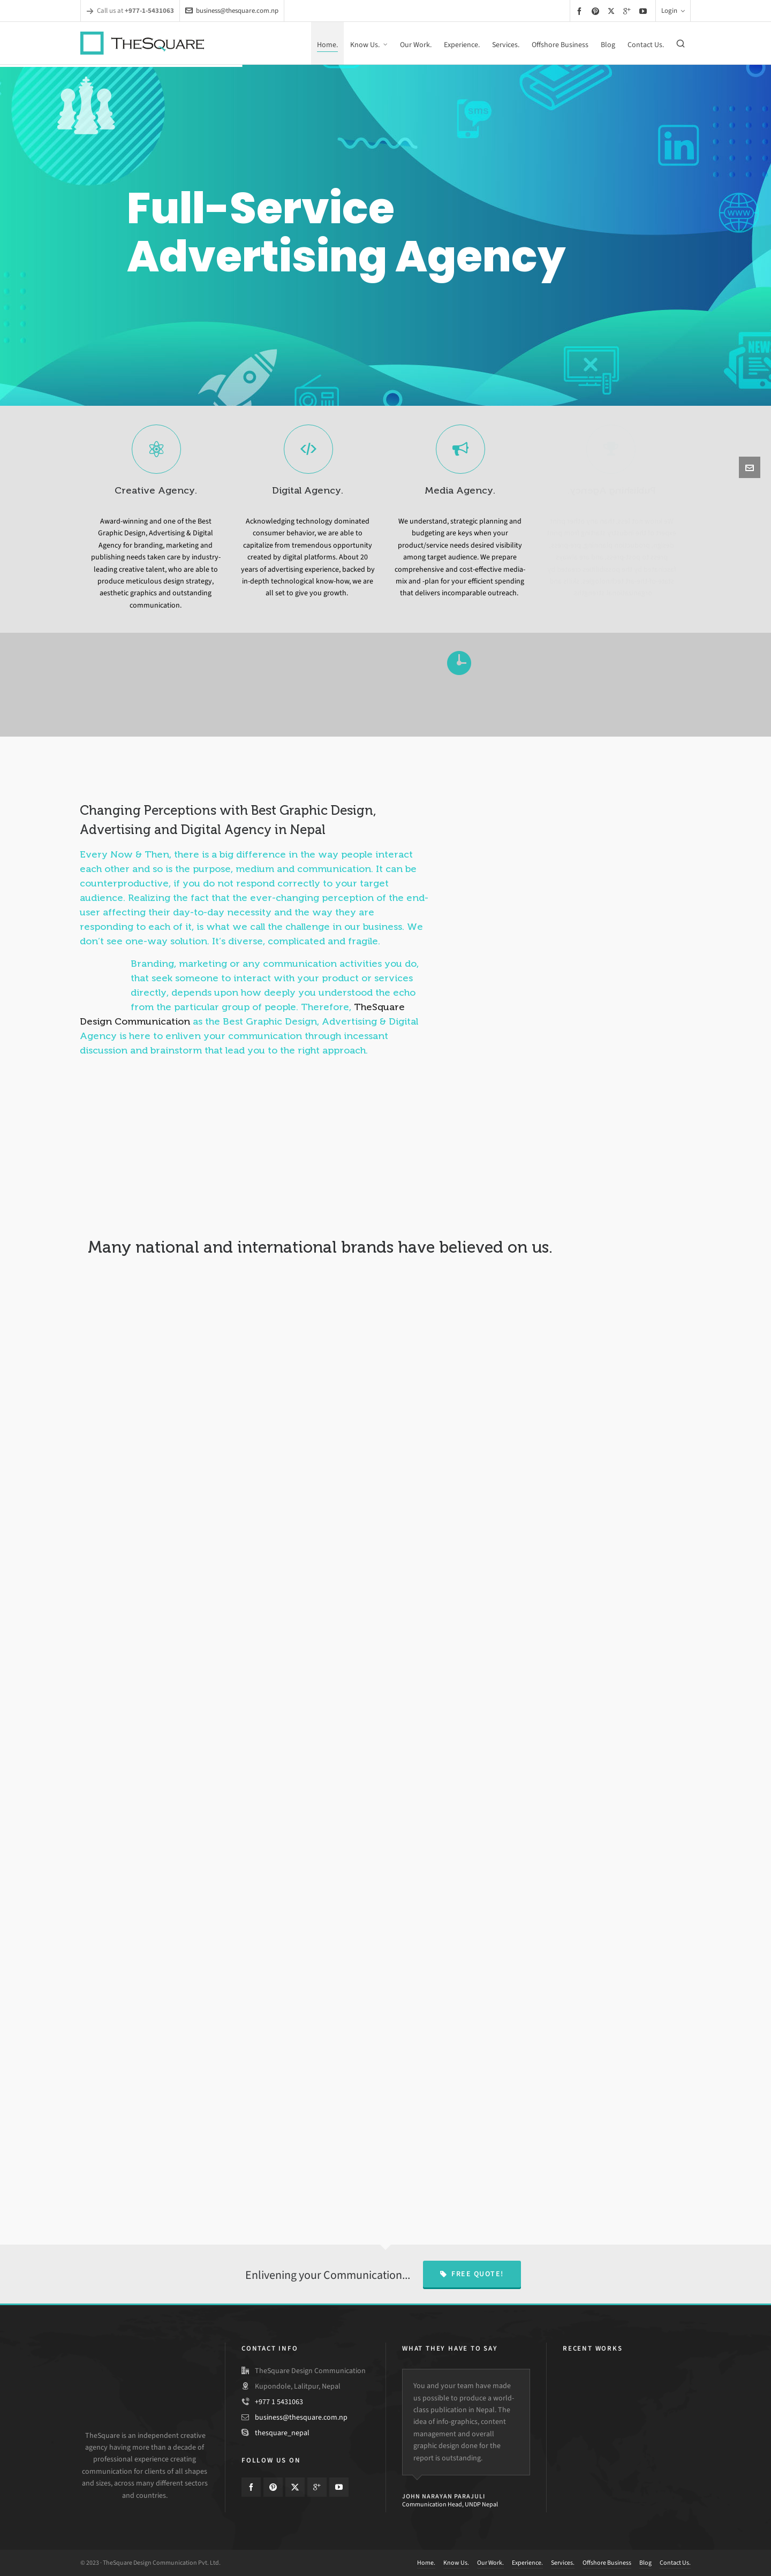 Call us at +977-1-5431063
business@thesquare.com.np
Login
THESQUARE
Home.
Know Us.
Our Work.
Experience.
Services.
Offshore Business
Blog
Contact Us.
Full-Service
Advertising Agency
WWW
NEWS
Creative Agency.
Award-winning and one of the Best
Graphic Design, Advertising & Digital
Agency for branding, marketing and
publishing needs taken care by industry-
leading creative talent, who are able to
produce meticulous design strategy,
aesthetic graphics and outstanding
communication.
Digital Agency.
Acknowledging technology dominated
consumer behavior, we are able to
capitalize from tremendous opportunity
created by digital platforms. About 20
years of advertising experience, backed by
in-depth technological know-how, we are
all set to give you growth.
Media Agency.
We understand, strategic planning and
budgeting are keys when your
product/service needs desired visibility
among target audience. We prepare
comprehensive and cost-effective media-
mix and -plan for your efficient spending
that delivers incomparable outreach.
Changing Perceptions with Best Graphic Design,
Advertising and Digital Agency in Nepal
Every Now & Then, there is a big difference in the way people interact
each other and so is the purpose, medium and communication. It can be
counterproductive, if you do not respond correctly to your target
audience. Realizing the fact that the ever-changing perception of the end-
user affecting their day-to-day necessity and the way they are
responding to each of it, is what we call the challenge in our business. We
don't see one-way solution. It's diverse, complicated and fragile.
Branding, marketing or any communication activities you do,
that seek someone to interact with your product or services
directly, depends upon how deeply you understood the echo
from the particular group of people. Therefore, TheSquare
Design Communication as the Best Graphic Design, Advertising & Digital
Agency is here to enliven your communication through incessant
discussion and brainstorm that lead you to the right approach.
Many national and international brands have believed on us.
Enlivening your Communication...
FREE QUOTE!
TheSquare is an independent creative
agency having more than a decade of
professional experience creating
communication for clients of all shapes
and sizes, across many different sectors
and countries.
CONTACT INFO
TheSquare Design Communication
Kupondole, Lalitpur, Nepal
+977 1 5431063
business@thesquare.com.np
thesquare_nepal
FOLLOW US ON
WHAT THEY HAVE TO SAY
You and your team have made
us possible to produce a world-
class publication in Nepal. The
idea of info-graphics, content
management and overall
graphic design done for the
report is outstanding.
JOHN NARAYAN PARAJULI
Communication Head, UNDP Nepal
RECENT WORKS
© 2023 · TheSquare Design Communication Pvt. Ltd.
Home.
Know Us.
Our Work.
Experience.
Services.
Offshore Business
Blog
Contact Us.